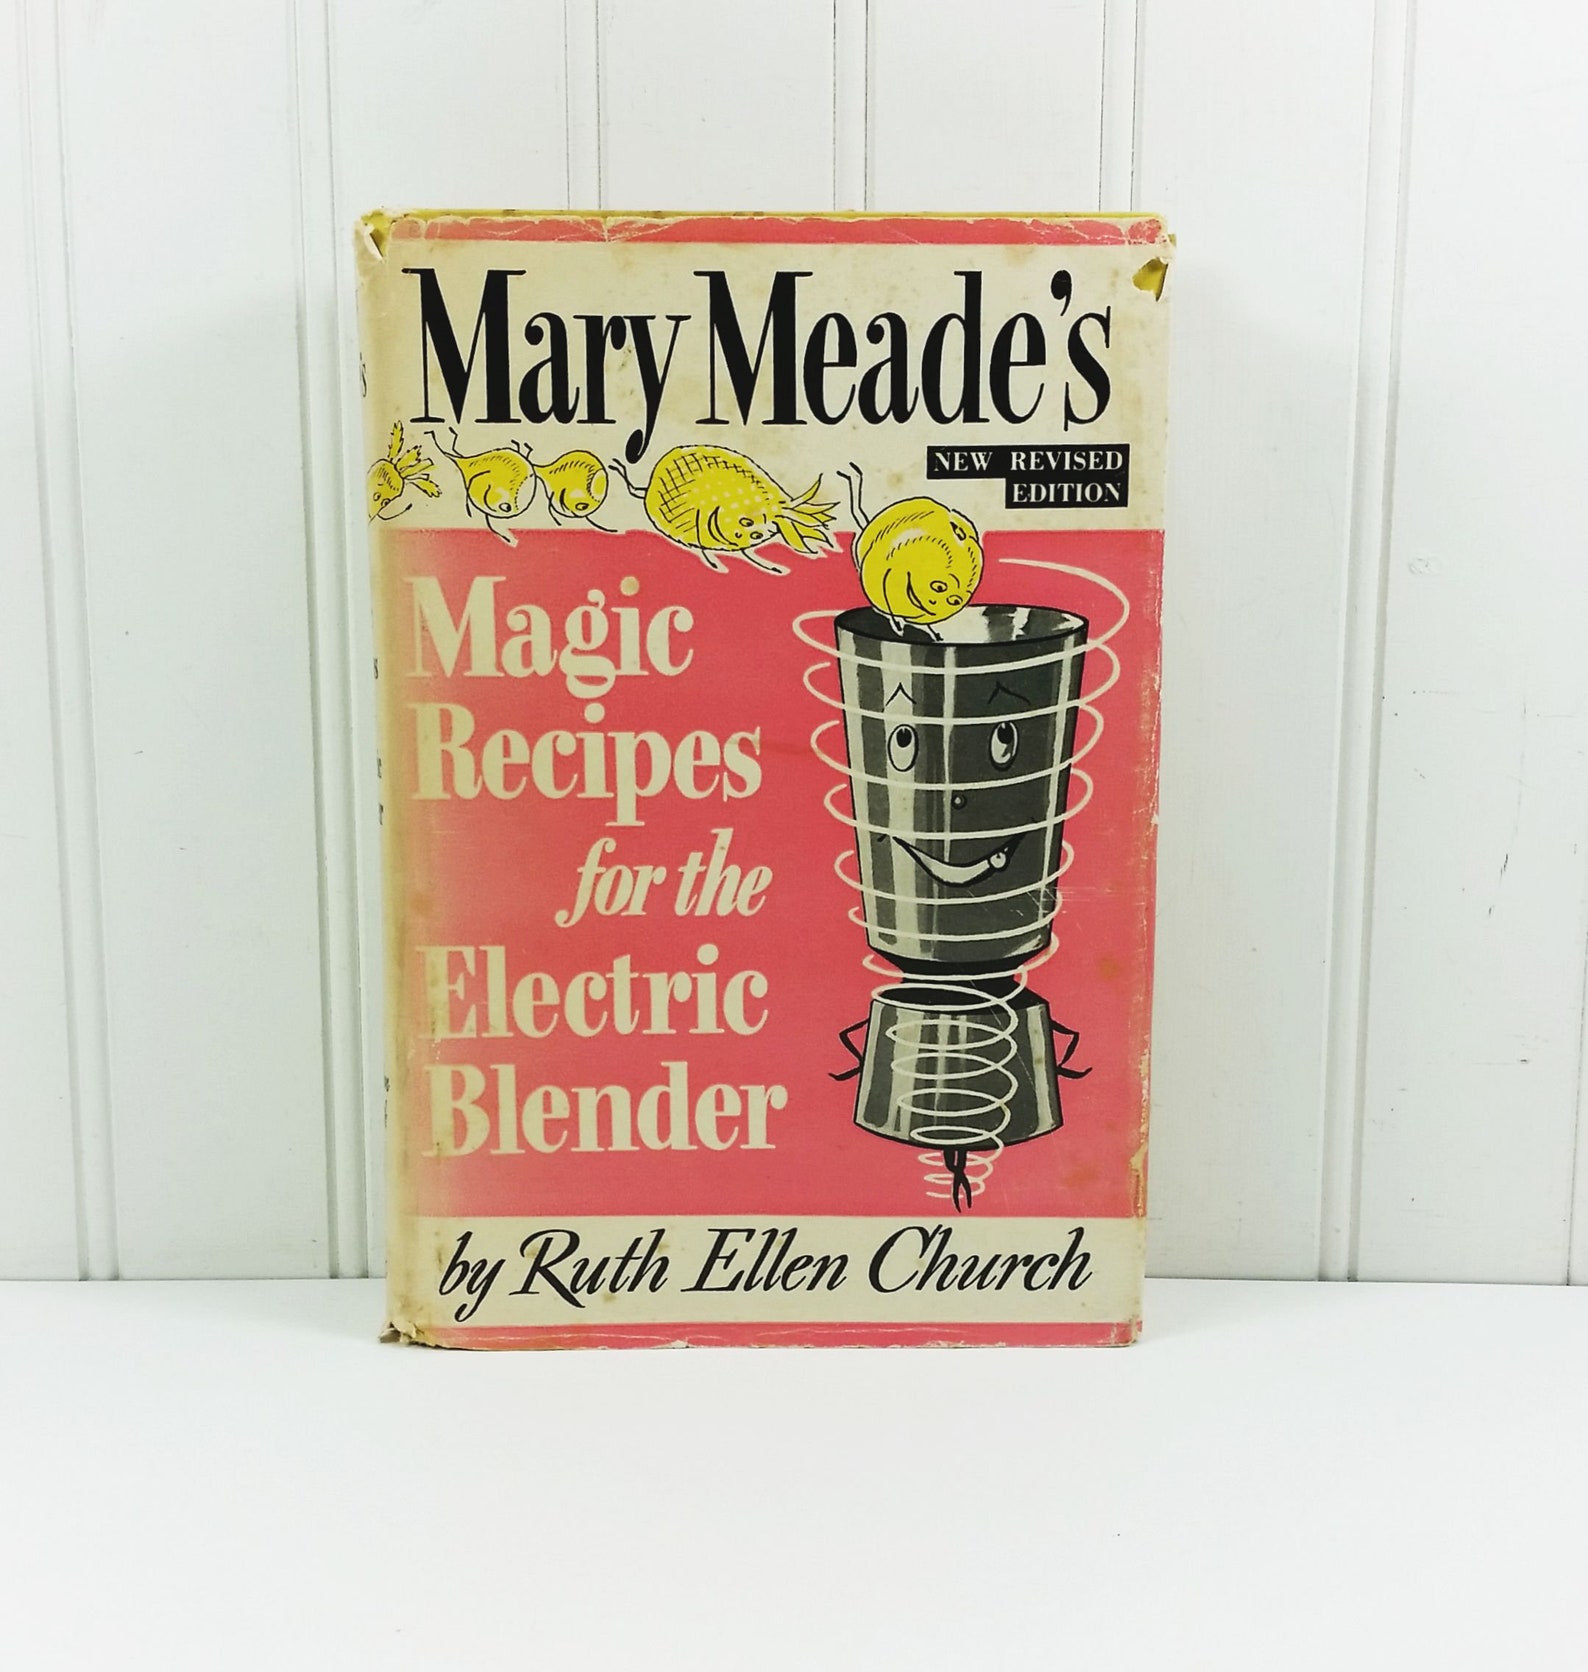 Mary Meade's
NEW REVISED
EDITION
Magic
Recipes
for the
Electric
Blender
by Ruth Ellen Church